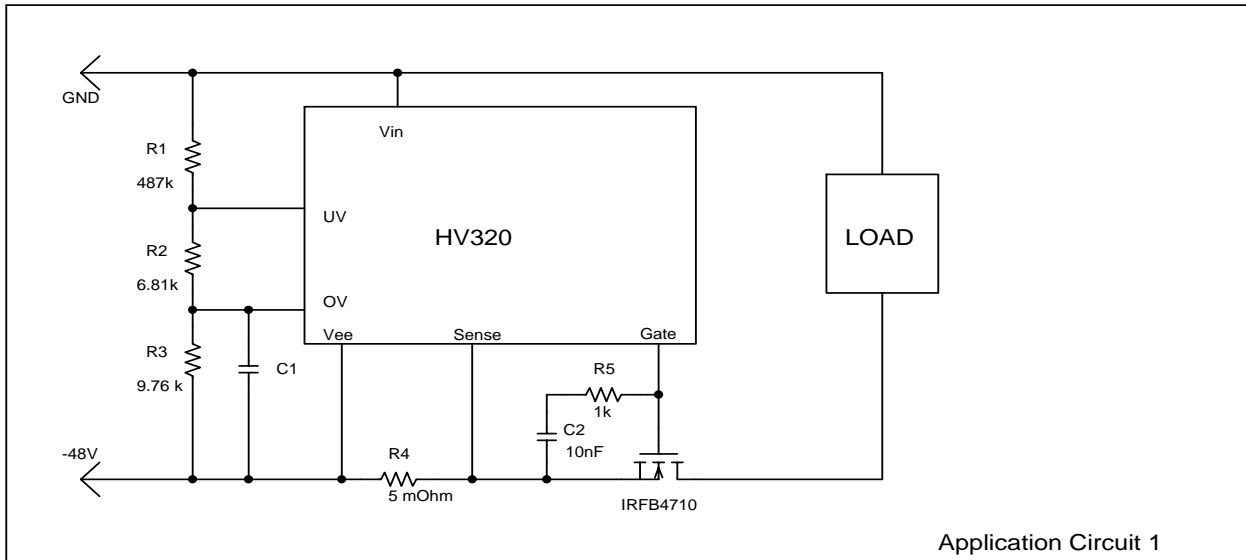 GND
Vin
R1
487k
UV
HV320
LOAD
R2
6.81k
OV
Vee
Sense
Gate
R3
9.76 k
C1
R5
1k
C2
10nF
-48V
R4
5 mOhm
IRFB4710
Application Circuit 1